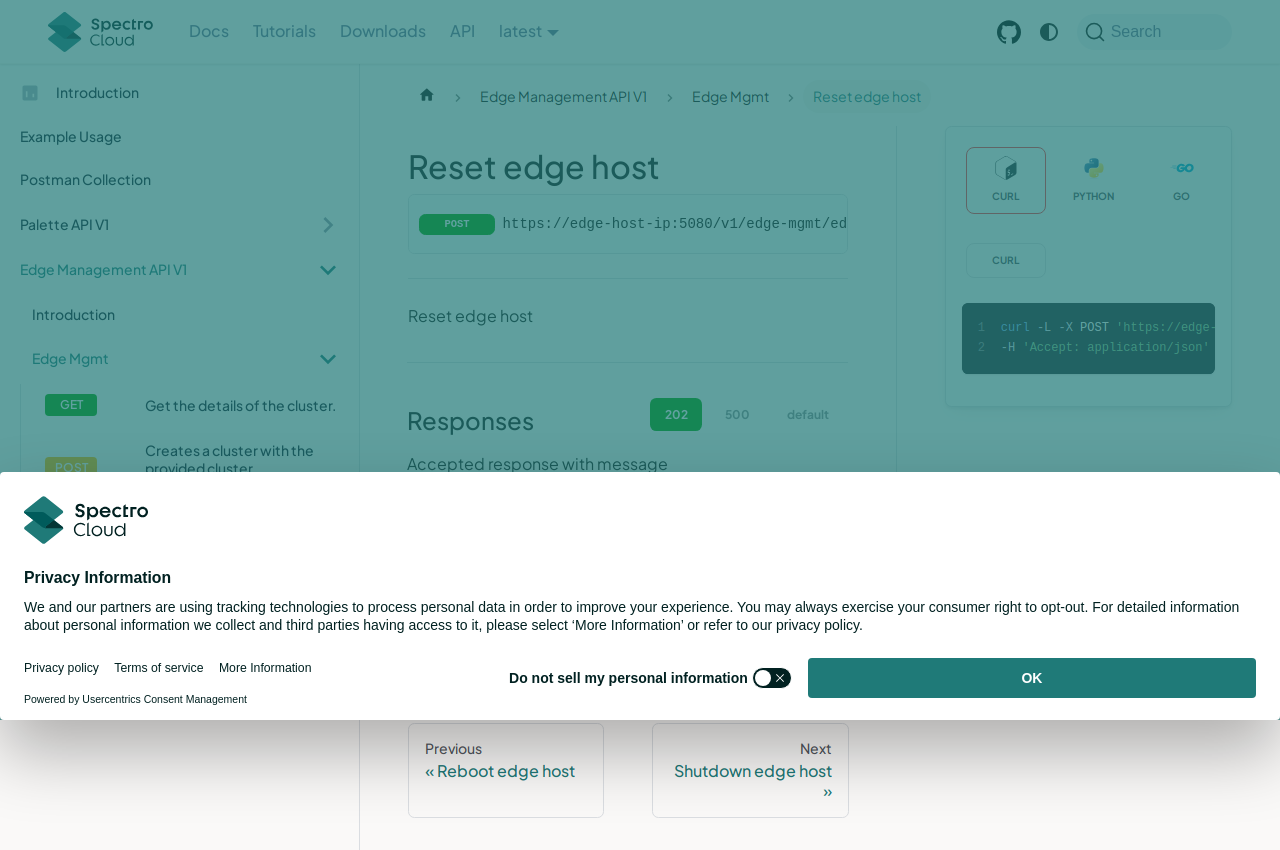 Spectro Cloud
Docs
Tutorials
Downloads
API
latest
Search
Introduction
Example Usage
Postman Collection
Palette API V1
Edge Management API V1
Introduction
Edge Mgmt
GET Get the details of the cluster.
POST Creates a cluster with the
provided cluster
Edge Management API V1
Edge Mgmt
Reset edge host
Reset edge host
POST https://edge-host-ip:5080/v1/edge-mgmt/ed
Reset edge host
Responses
202
500
default
Accepted response with message
CURL
PYTHON
GO
CURL
1 curl -L -X POST 'https://edge-
2 -H 'Accept: application/json'
Spectro
Cloud
Privacy Information
We and our partners are using tracking technologies to process personal data in order to improve your experience. You may always exercise your consumer right to opt-out. For detailed information
about personal information we collect and third parties having access to it, please select ‘More Information’ or refer to our privacy policy.
Privacy policy
Terms of service
More Information
Powered by Usercentrics Consent Management
Do not sell my personal information
OK
Previous
« Reboot edge host
Next
Shutdown edge host
»